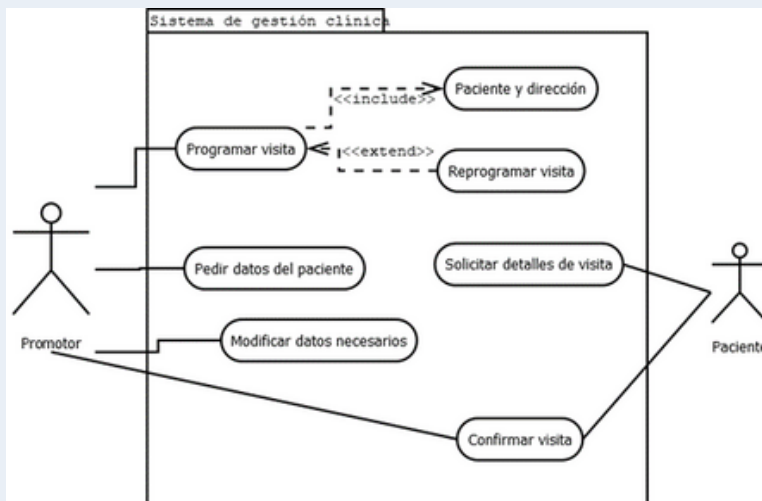 Sistema de gestión clínica
Paciente y dirección
<<include>>
Programar visita
<<extend>>
Reprogramar visita
Pedir datos del paciente
Solicitar detalles de visita
Promotor
Modificar datos necesarios
Paciente
Confirmar visita